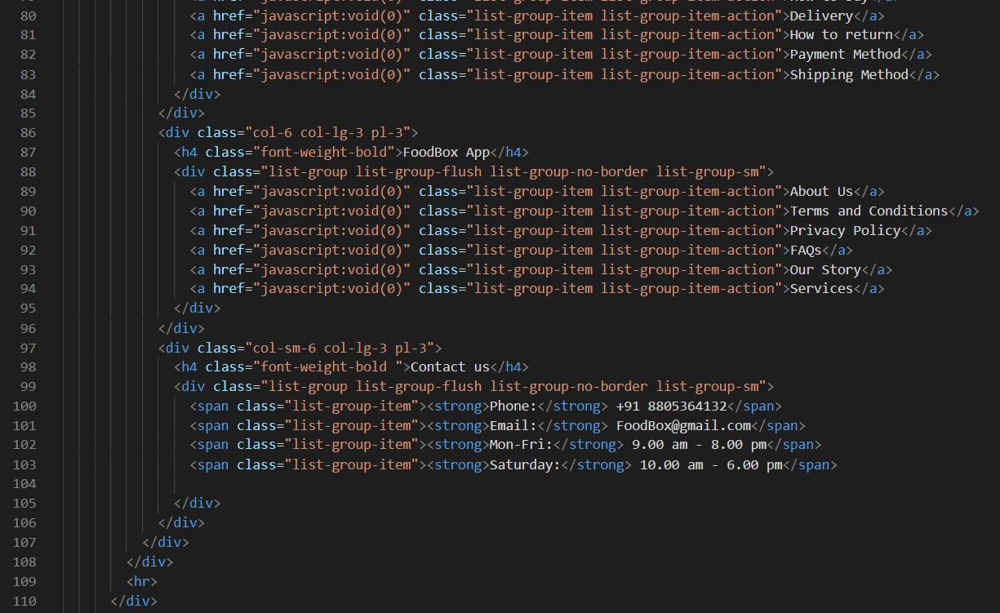 80 <a href="javascript:void(0)" class="list-group-item list-group-item-action">Delivery</a>
81 <a href="javascript:void(0)" class="list-group-item list-group-item-action">How to return</a>
82 <a href="javascript:void(0)" class="list-group-item list-group-item-action">Payment Method</a>
83 <a href="javascript:void(0)" class="list-group-item list-group-item-action">Shipping Method</a>
84 </div>
85 </div>
86 <div class="col-6 col-lg-3 pl-3">
87 <h4 class="font-weight-bold">FoodBox App</h4>
88 <div class="list-group list-group-flush list-group-no-border list-group-sm">
89 <a href="javascript:void(0)" class="list-group-item list-group-item-action">About Us</a>
90 <a href="javascript:void(0)" class="list-group-item list-group-item-action">Terms and Conditions</a>
91 <a href="javascript:void(0)" class="list-group-item list-group-item-action">Privacy Policy</a>
92 <a href="javascript:void(0)" class="list-group-item list-group-item-action">FAQs</a>
93 <a href="javascript:void(0)" class="list-group-item list-group-item-action">Our Story</a>
94 <a href="javascript:void(0)" class="list-group-item list-group-item-action">Services</a>
95 </div>
96 </div>
97 <div class="col-sm-6 col-lg-3 pl-3">
98 <h4 class="font-weight-bold ">Contact us</h4>
99 <div class="list-group list-group-flush list-group-no-border list-group-sm">
100 <span class="list-group-item"><strong>Phone:</strong> +91 8805364132</span>
101 <span class="list-group-item"><strong>Email:</strong> FoodBox@gmail.com</span>
102 <span class="list-group-item"><strong>Mon-Fri:</strong> 9.00 am - 8.00 pm</span>
103 <span class="list-group-item"><strong>Saturday:</strong> 10.00 am - 6.00 pm</span>
104
105 </div>
106 </div>
107 </div>
108 </div>
109 <hr>
110 </div>